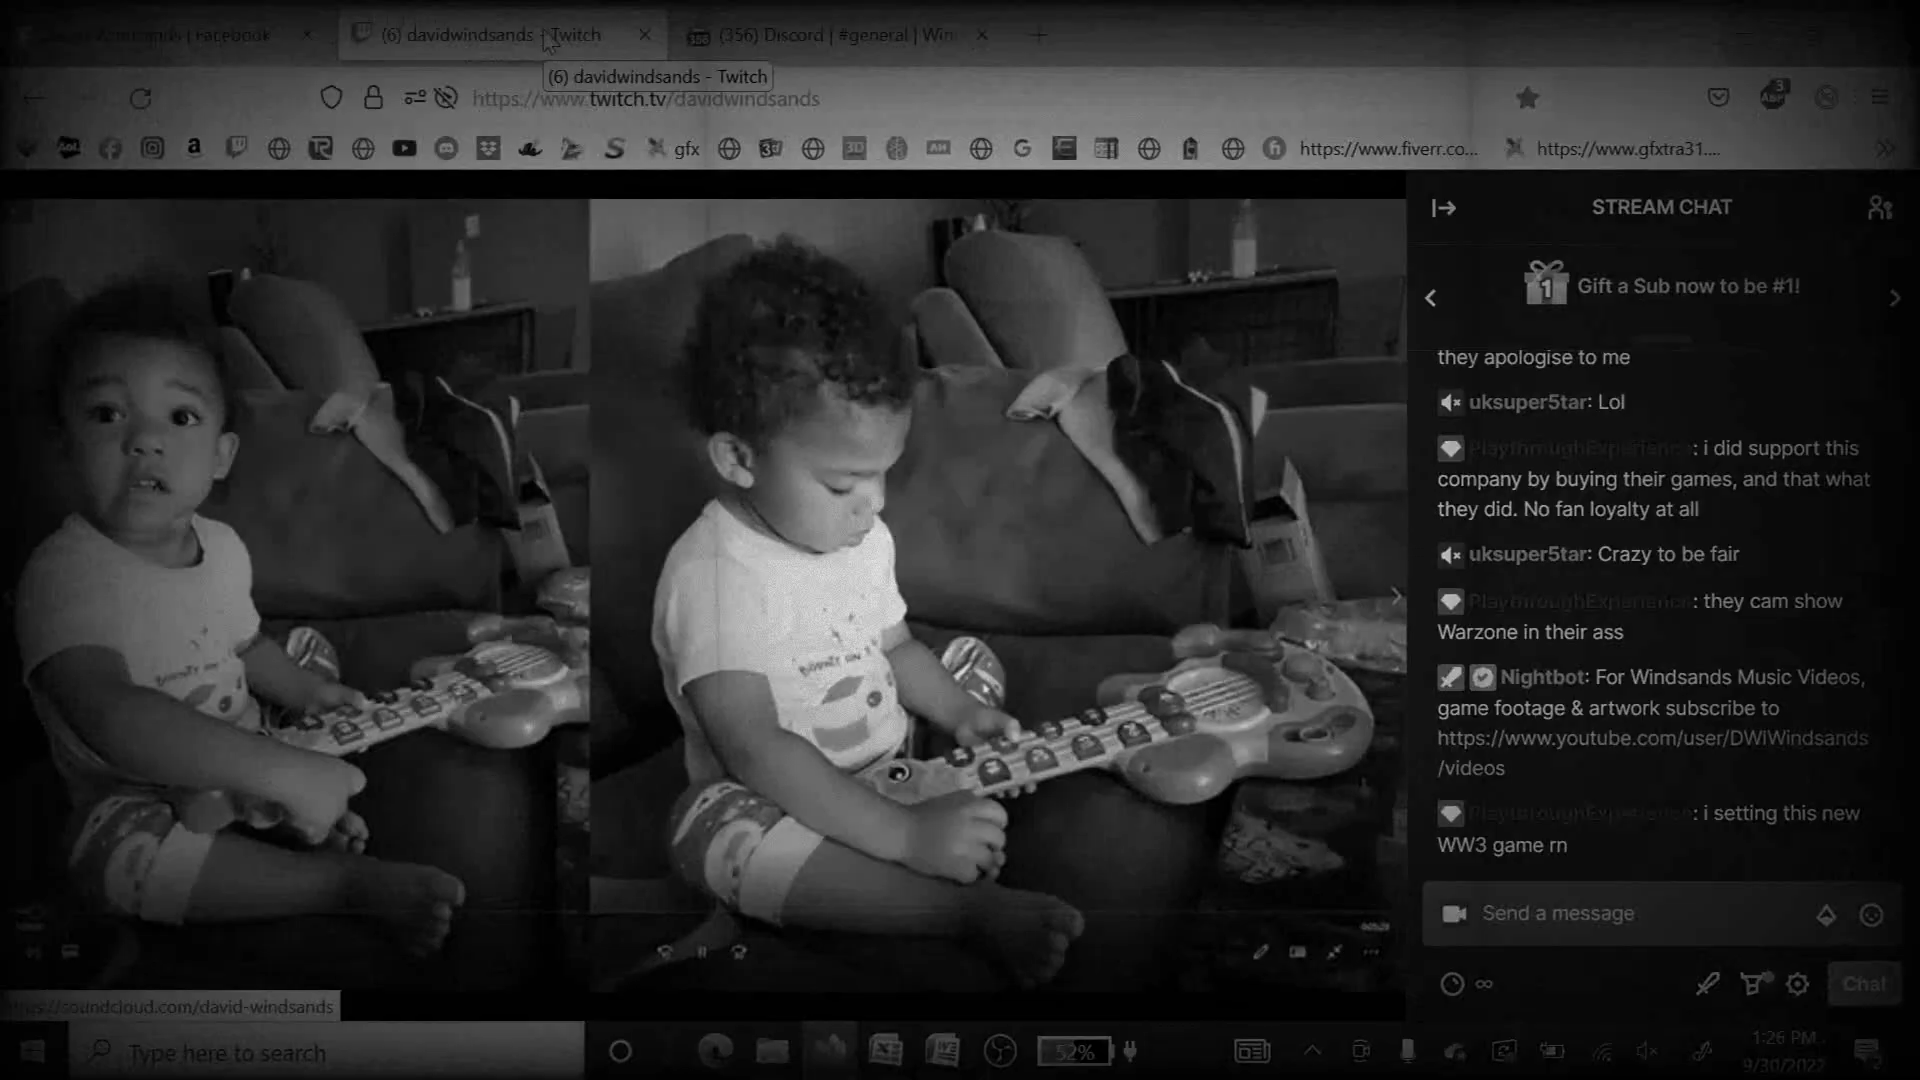 | Facebook
(6) davidwindsands - Twitch
(356) Discord | #general | Win
(6) davidwindsands - Twitch
https://www.twitch.tv/davidwindsands
gfx
https://www.fiverr.co...
https://www.gfxtra31....
STREAM CHAT
Gift a Sub now to be #1!
they apologise to me
uksuper5tar: Lol
PlaythroughExperience: i did support this
company by buying their games, and that what
they did. No fan loyalty at all
uksuper5tar: Crazy to be fair
PlaythroughExperience: they cam show
Warzone in their ass
Nightbot: For Windsands Music Videos,
game footage & artwork subscribe to
https://www.youtube.com/user/DWiWindsands
/videos
PlaythroughExperience: i setting this new
WW3 game rn
Send a message
Chat
https://soundcloud.com/david-windsands
Type here to search
52%
1:26 PM
9/30/2022